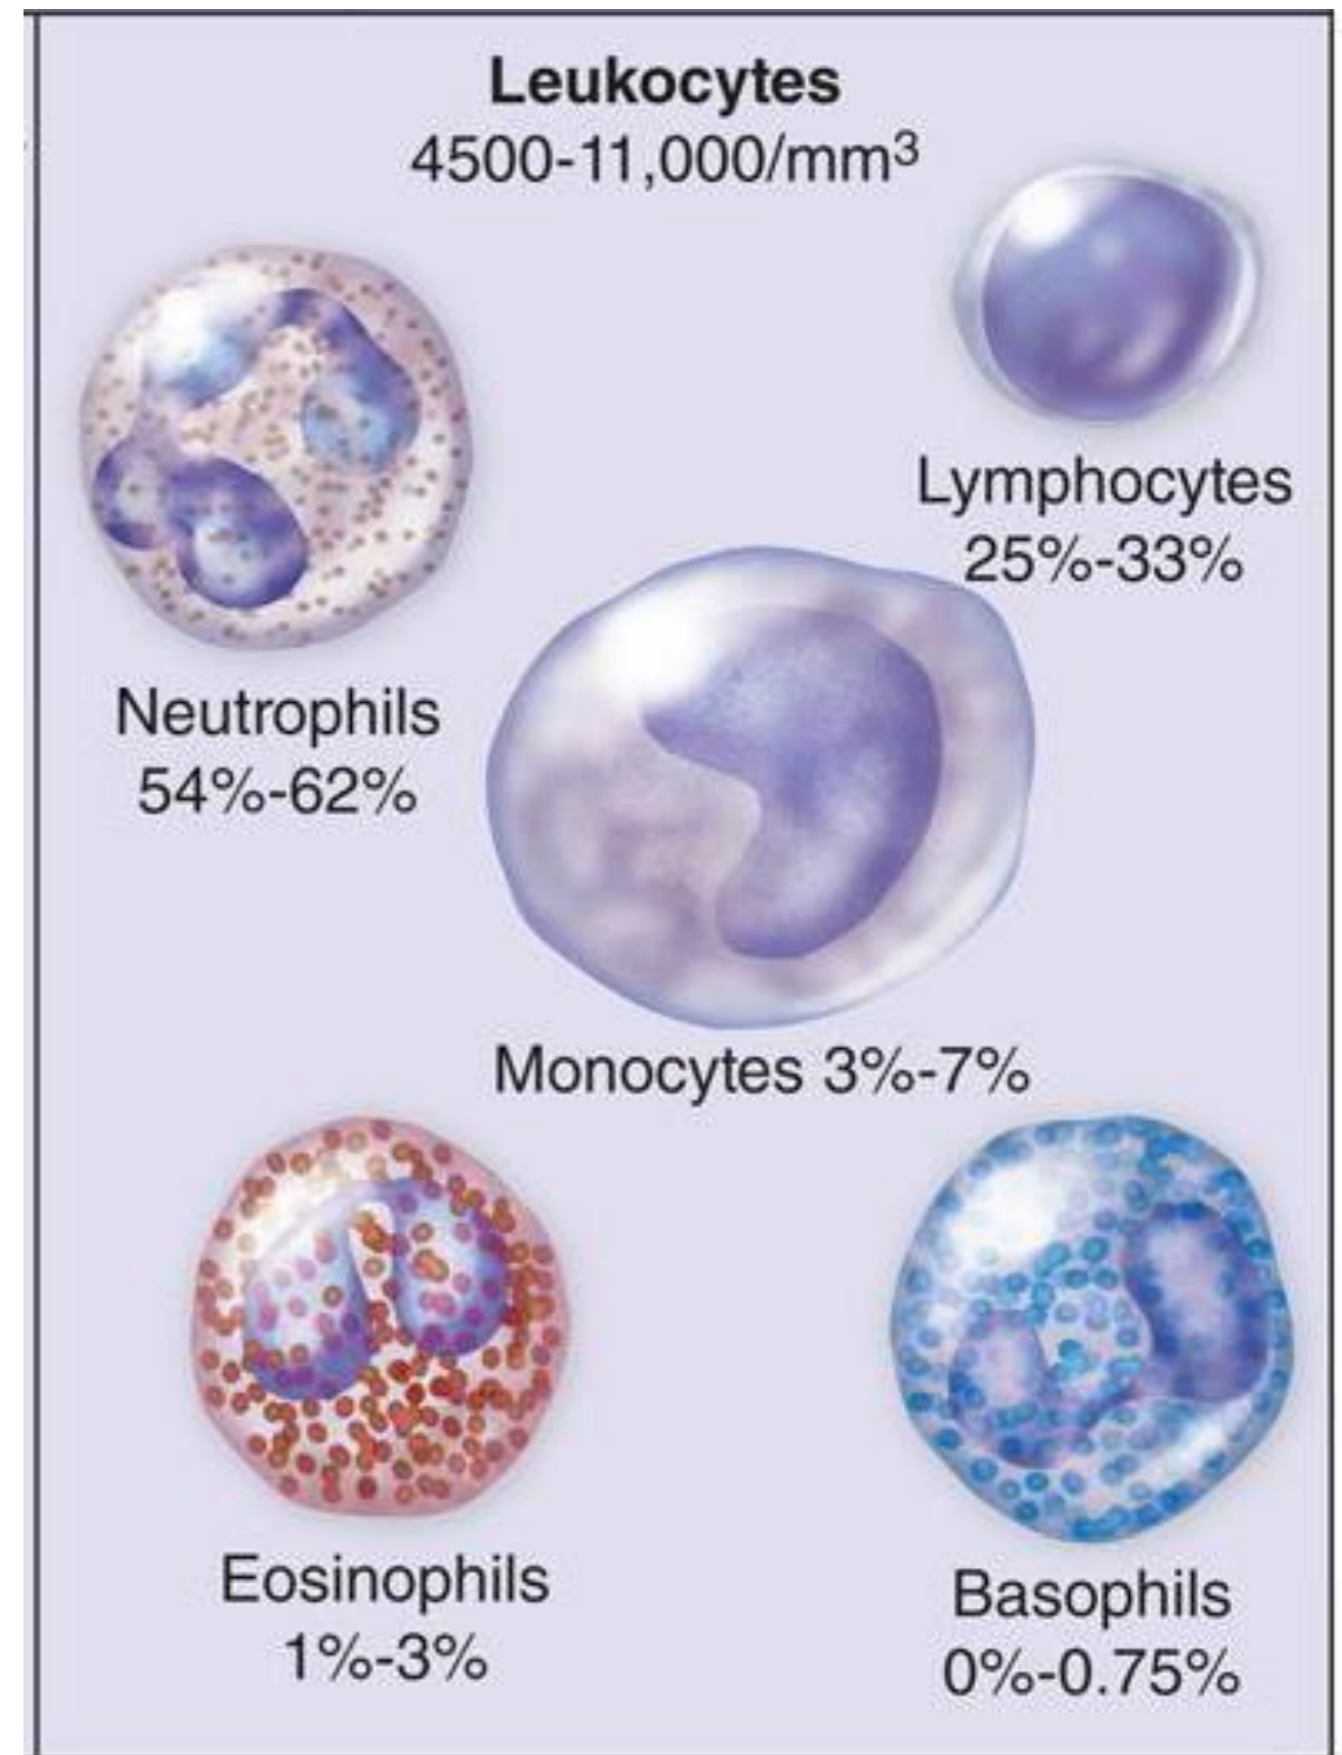 Leukocytes
4500-11,000/mm³
Lymphocytes
25%-33%
Neutrophils
54%-62%
Monocytes 3%-7%
Eosinophils
1%-3%
Basophils
0%-0.75%